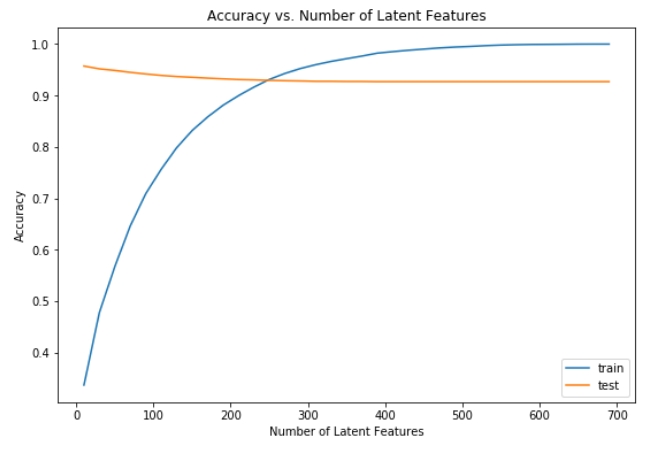 Accuracy vs. Number of Latent Features
1.0
0.9
0.8
0.7
0.6
0.5
0.4
Accuracy
0 100 200 300 400 500 600 700
Number of Latent Features
train
test